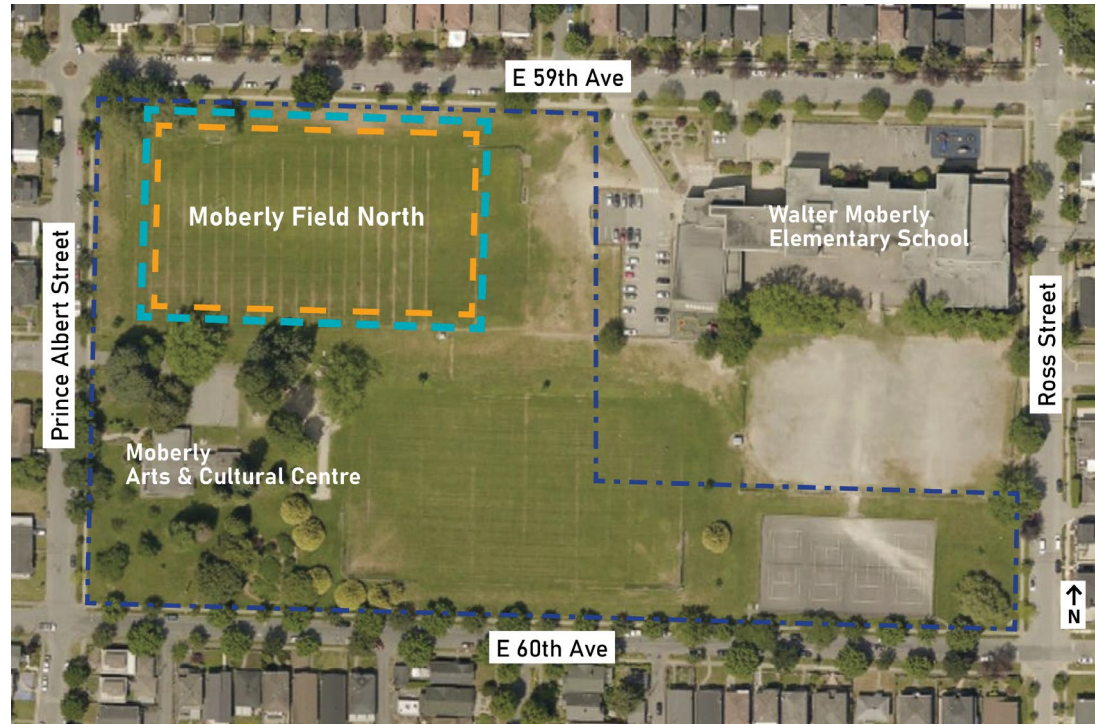 E 59th Ave
Moberly Field North
Walter Moberly
Elementary School
Prince Albert Street
Ross Street
Moberly
Arts & Cultural Centre
N
E 60th Ave